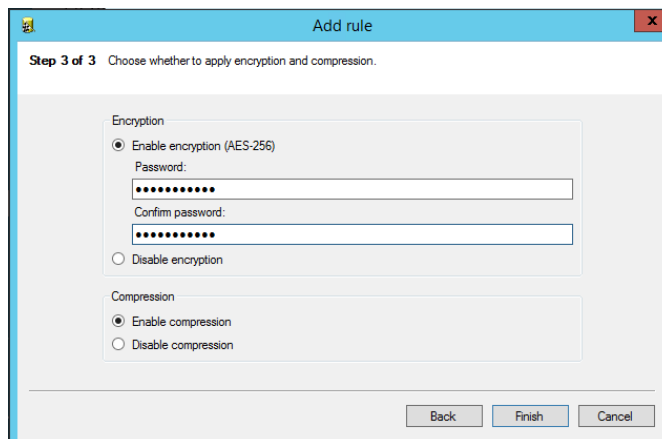 Add rule
x
Step 3 of 3 Choose whether to apply encryption and compression.
Encryption
Enable encryption (AES-256)
Password:
●●●●●●●●●●●
Confirm password:
●●●●●●●●●●●
Disable encryption
Compression
Enable compression
Disable compression
Back Finish Cancel